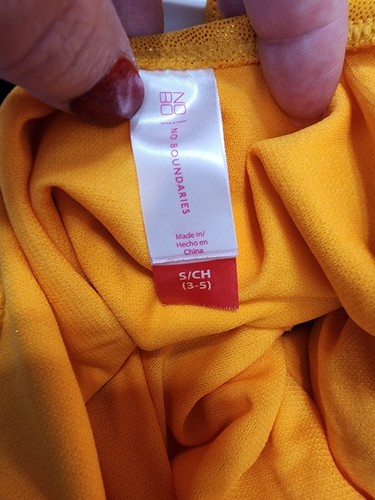 NO
BO
NO BOUNDARIES
Made in/
Hecho en
China
S/CH
(3-5)